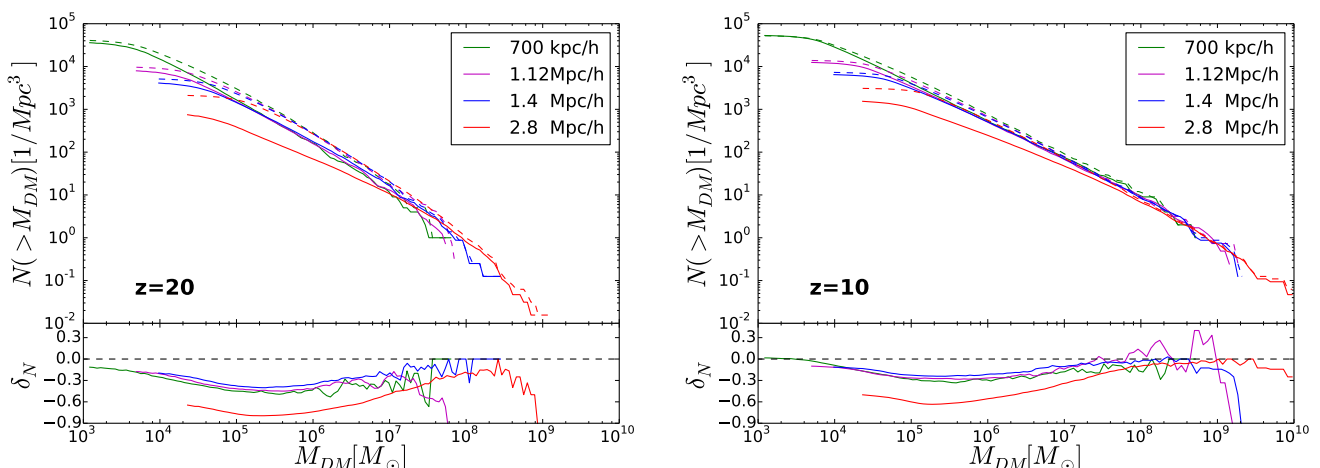 10^5
10^4
10^3
10^2
10^1
10^0
10^-1
10^-2
N(>M_DM)[1/Mpc^3]
700 kpc/h
1.12Mpc/h
1.4 Mpc/h
2.8 Mpc/h
z=20
0.3
0.0
−0.3
−0.6
−0.9
δ_N
10^3 10^4 10^5 10^6 10^7 10^8 10^9 10^10
M_DM[M_⊙]
10^5
10^4
10^3
10^2
10^1
10^0
10^-1
10^-2
N(>M_DM)[1/Mpc^3]
700 kpc/h
1.12Mpc/h
1.4 Mpc/h
2.8 Mpc/h
z=10
0.3
0.0
−0.3
−0.6
−0.9
δ_N
10^3 10^4 10^5 10^6 10^7 10^8 10^9 10^10
M_DM[M_⊙]